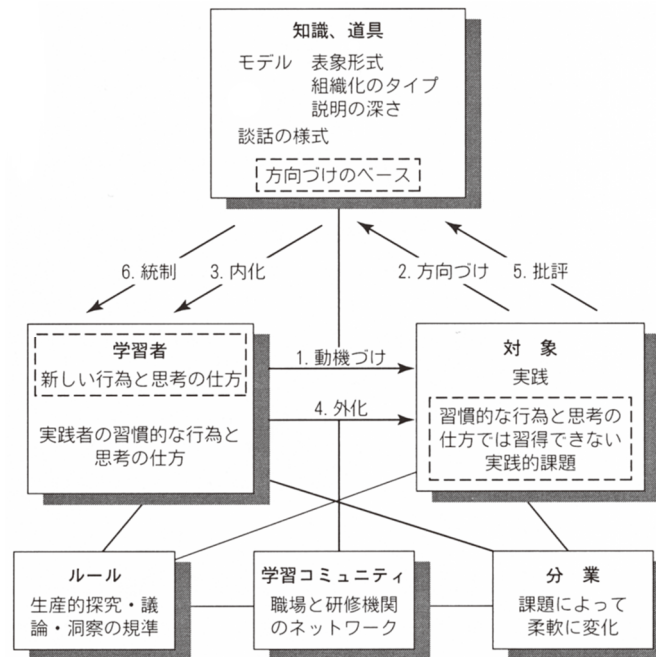 知識、道具
モデル　表象形式
組織化のタイプ
説明の深さ
談話の様式
方向づけのベース
6. 統制
3. 内化
2. 方向づけ
5. 批評
学習者
新しい行為と思考の仕方
実践者の習慣的な行為と
思考の仕方
1. 動機づけ
4. 外化
対　象
実践
習慣的な行為と思考の
仕方では習得できない
実践的課題
ルール
生産的探究・議
論・洞察の規準
学習コミュニティ
職場と研修機関
のネットワーク
分　業
課題によって
柔軟に変化